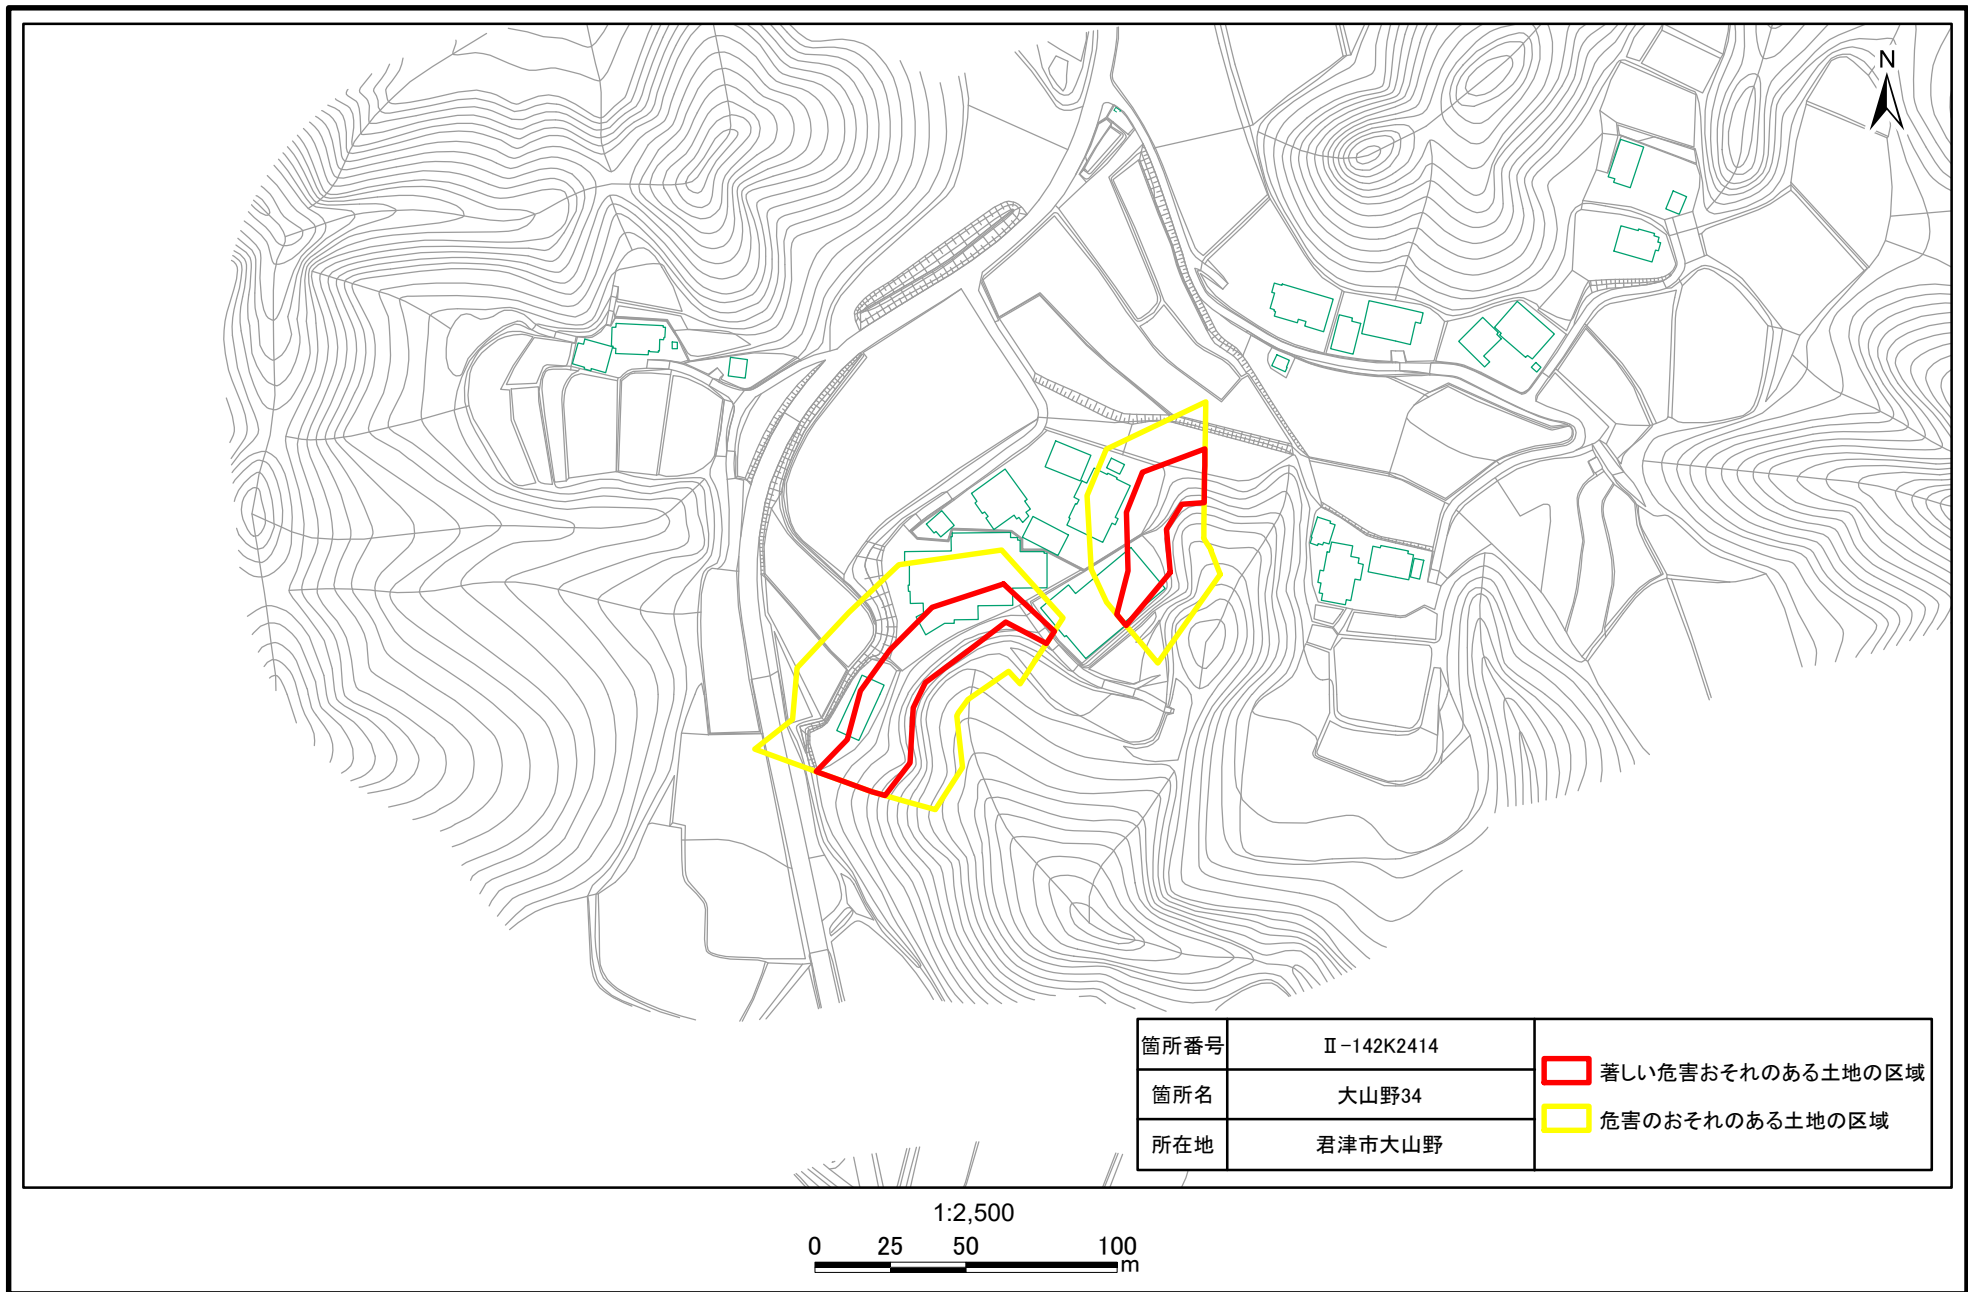 N
箇所番号 Ⅱ-142K2414
箇所名 大山野34
所在地 君津市大山野
著しい危害おそれのある土地の区域
危害のおそれのある土地の区域
1:2,500
0 25 50 100
m